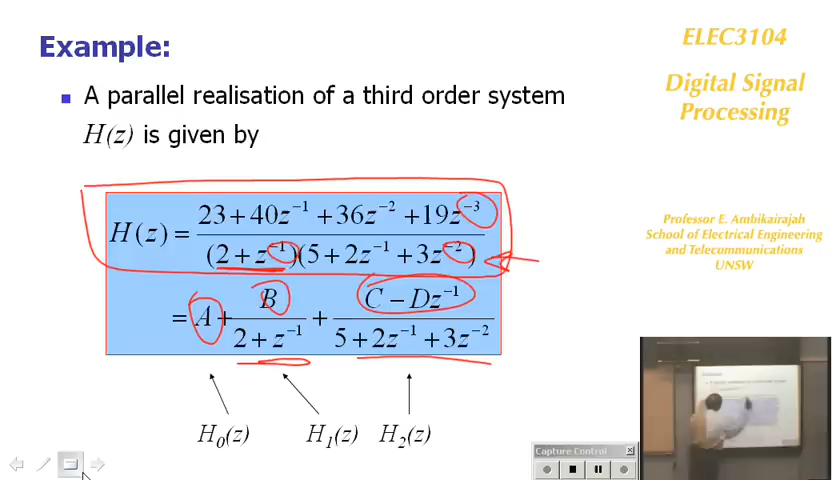 Example:
A parallel realisation of a third order system
H(z) is given by
H(z) = 23 + 40z⁻¹ + 36z⁻² + 19z⁻³ / (2 + z⁻¹)(5 + 2z⁻¹ + 3z⁻²)
= A + B / 2 + z⁻¹ + C − Dz⁻¹ / 5 + 2z⁻¹ + 3z⁻²
H₀(z) H₁(z) H₂(z)
ELEC3104
Digital Signal
Processing
Professor E. Ambikairajah
School of Electrical Engineering
and Telecommunications
UNSW
Capture Control